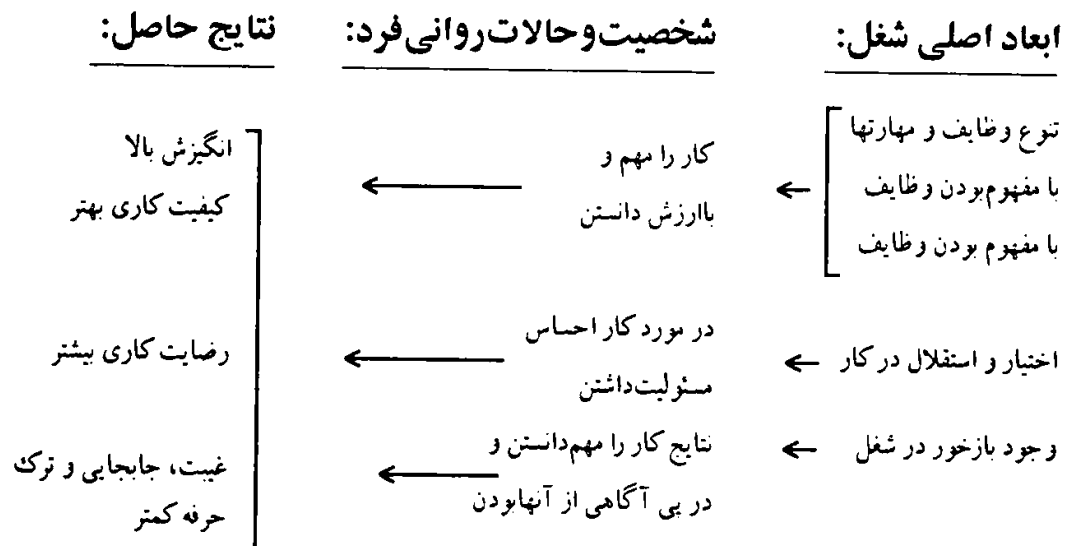 ابعاد اصلی شغل:
تنوع وظایف و مهارتها
با مفهوم‌بودن وظایف
با مفهوم بودن وظایف
اختیار و استقلال در کار
وجود بازخور در شغل
شخصیت و حالات روانی فرد:
کار را مهم و
باارزش دانستن
در مورد کار احساس
مسئولیت‌داشتن
نتایج کار را مهم‌دانستن و
در پی آگاهی از آنهابودن
نتایج حاصل:
انگیزش بالا
کیفیت کاری بهتر
رضایت کاری بیشتر
غیبت، جابجایی و ترک
حرفه کمتر